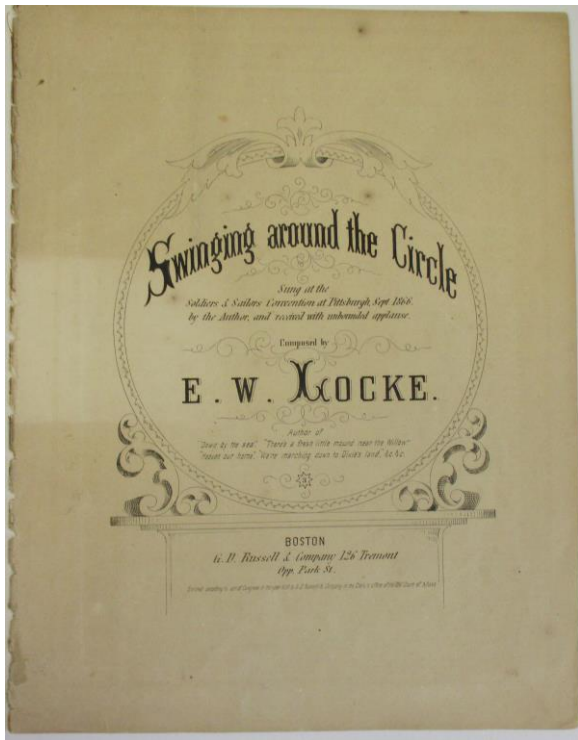 Swinging around the Circle
Sung at the
Soldiers & Sailors Convention at Pittsburgh, Sept 1866.
by the Author, and received with unbounded applause.
Composed by
E. W. LOCKE.
Author of
"Down by the sea". "There's a fresh little mound near the Willow"
home", "We're marching down to Dixie's land", &c &c.
3
BOSTON
G. D. Russell & Company 126 Tremont
Opp. Park St.